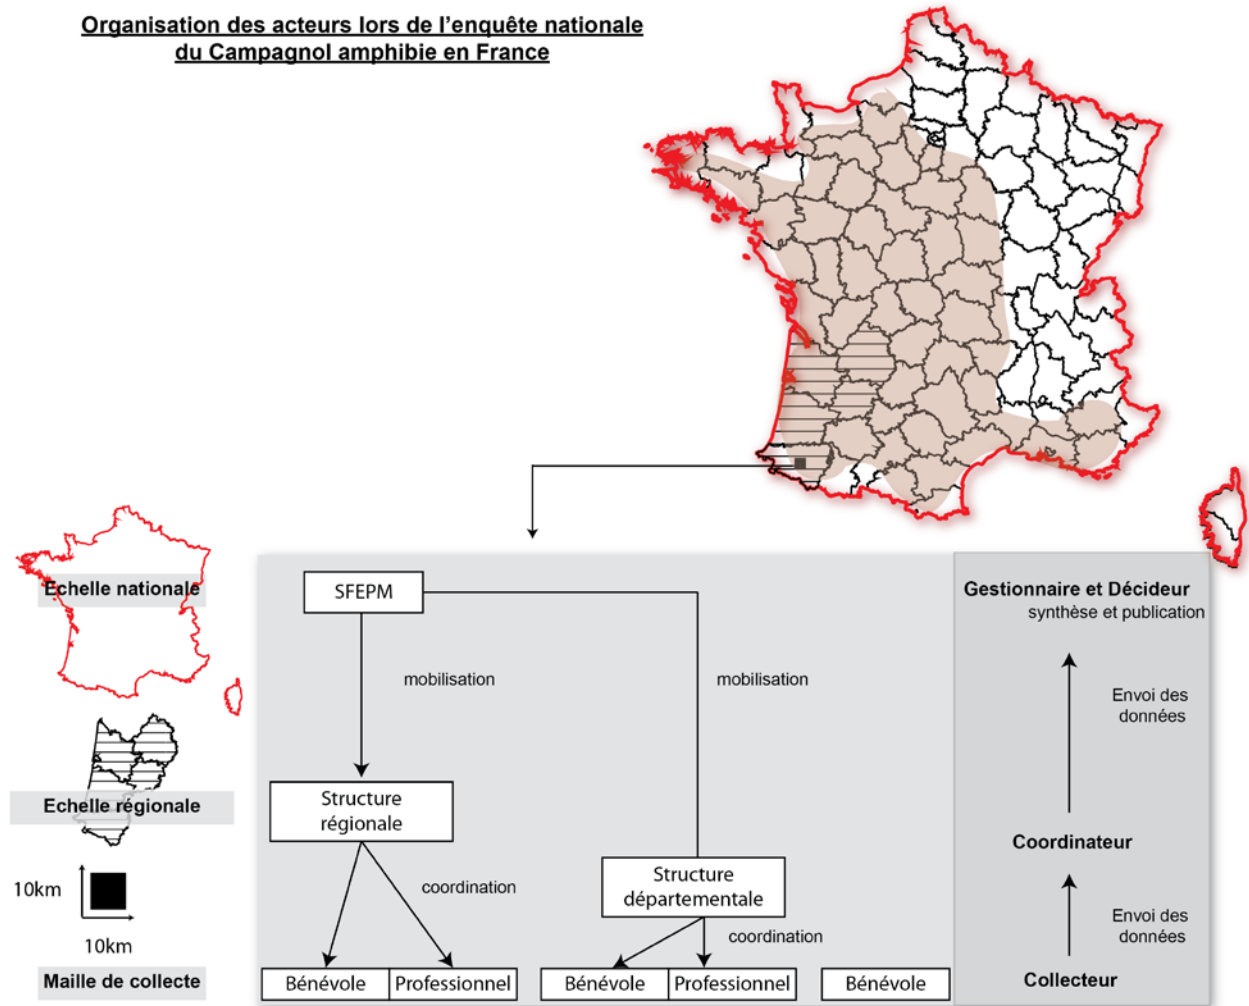 Organisation des acteurs lors de l'enquête nationale
du Campagnol amphibie en France
Echelle nationale
Echelle régionale
10km
10km
Maille de collecte
SFEPM
mobilisation
mobilisation
Structure
régionale
coordination
Structure
départementale
coordination
Bénévole
Professionnel
Bénévole
Professionnel
Bénévole
Gestionnaire et Décideur
synthèse et publication
Envoi des
données
Coordinateur
Envoi des
données
Collecteur